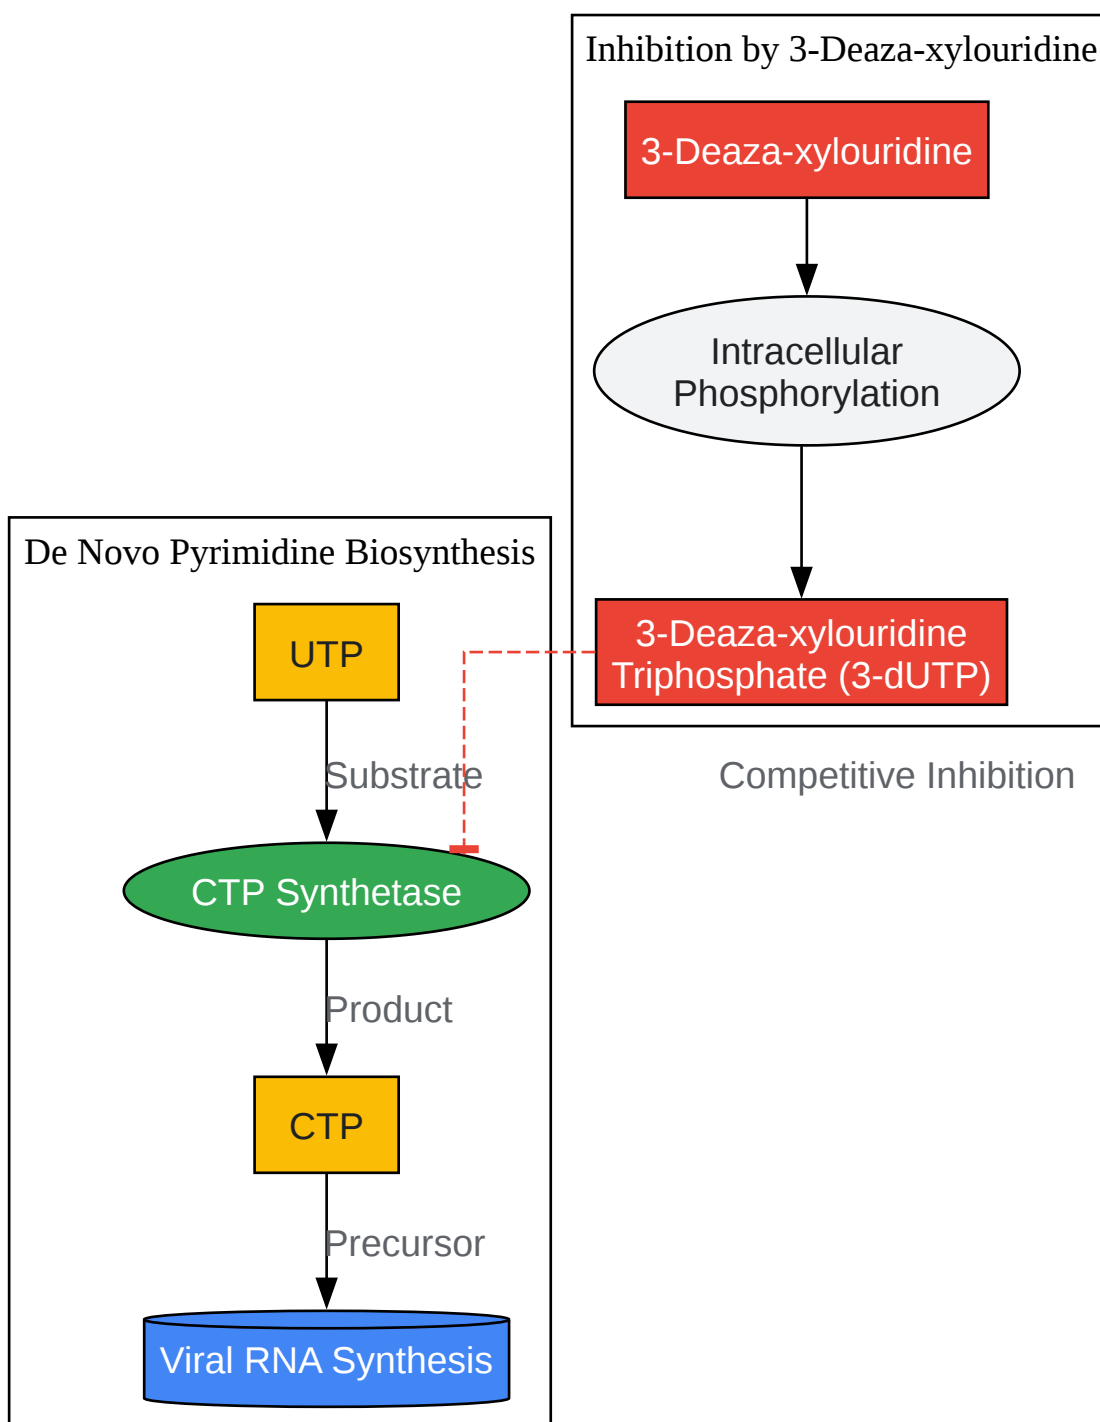 Inhibition by 3-Deaza-xylouridine
3-Deaza-xylouridine
Intracellular
Phosphorylation
3-Deaza-xylouridine
Triphosphate (3-dUTP)
Competitive Inhibition
De Novo Pyrimidine Biosynthesis
UTP
Substrate
CTP Synthetase
Product
CTP
Precursor
Viral RNA Synthesis